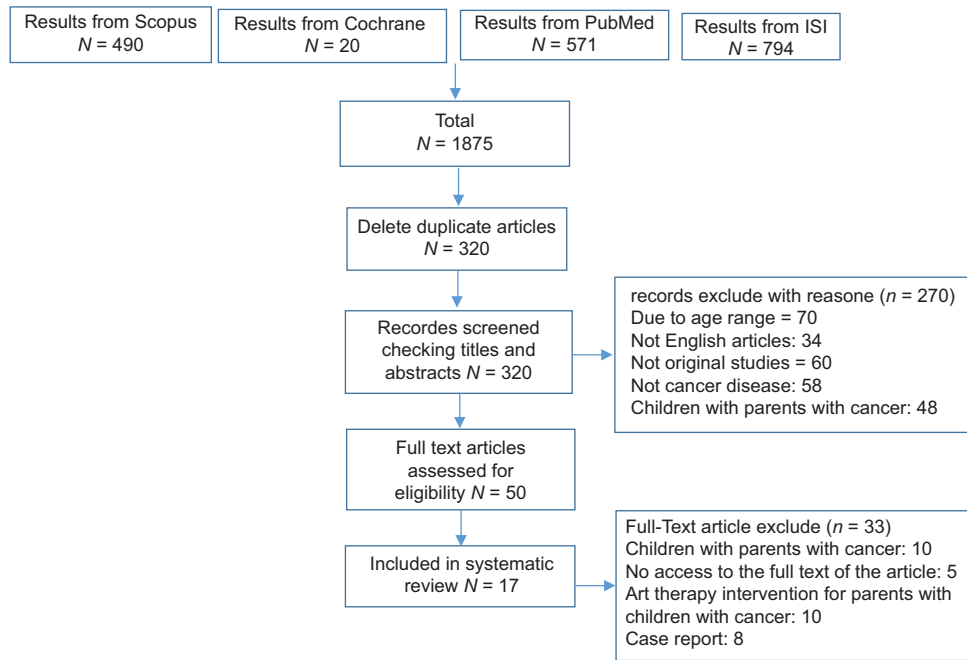 Results from Scopus
N = 490
Results from Cochrane
N = 20
Results from PubMed
N = 571
Results from ISI
N = 794
Total
N = 1875
Delete duplicate articles
N = 320
Recordes screened
checking titles and
abstracts N = 320
records exclude with reasone (n = 270)
Due to age range = 70
Not English articles: 34
Not original studies = 60
Not cancer disease: 58
Children with parents with cancer: 48
Full text articles
assessed for
eligibility N = 50
Included in systematic
review N = 17
Full-Text article exclude (n = 33)
Children with parents with cancer: 10
No access to the full text of the article: 5
Art therapy intervention for parents with
children with cancer: 10
Case report: 8